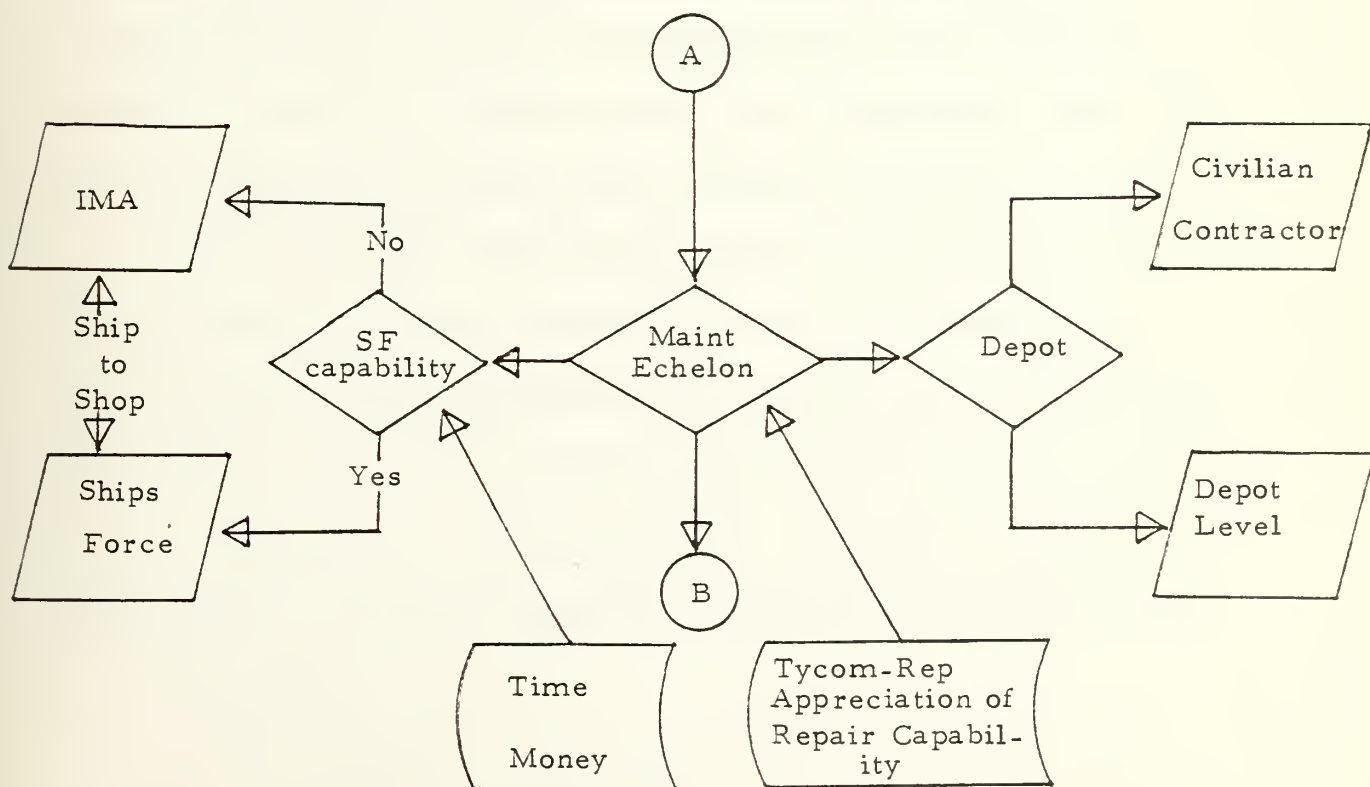 A
IMA
No
Ship
to
Shop
SF
capability
Yes
Ships
Force
Maint
Echelon
Depot
Civilian
Contractor
Depot
Level
B
Time
Money
Tycom-Rep
Appreciation of
Repair Capabil-
ity